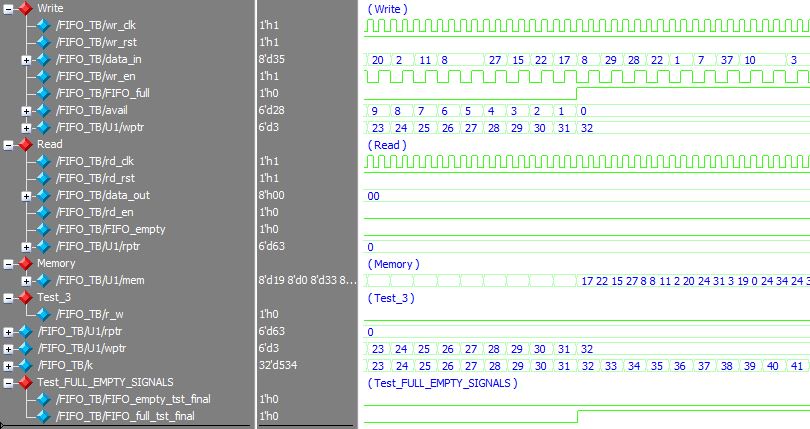 Write (Write)
/FIFO_TB/wr_clk 1'h1
/FIFO_TB/wr_rst 1'h1
/FIFO_TB/data_in 8'd35 20 2 11 8 27 15 22 17 8 29 28 22 1 7 37 10 3
/FIFO_TB/wr_en 1'h1
/FIFO_TB/FIFO_full 1'h0
/FIFO_TB/avail 6'd28 9 8 7 6 5 4 3 2 1 0
/FIFO_TB/U1/wptr 6'd3 23 24 25 26 27 28 29 30 31 32
Read (Read)
/FIFO_TB/rd_clk 1'h1
/FIFO_TB/rd_rst 1'h1
/FIFO_TB/data_out 8'h00 00
/FIFO_TB/rd_en 1'h0
/FIFO_TB/FIFO_empty 1'h0
/FIFO_TB/U1/rptr 6'd63 0
Memory (Memory)
/FIFO_TB/U1/mem 8'd19 8'd0 8'd33 8... 17 22 15 27 8 8 11 2 20 24 31 3 19 0 24 34 24 3
Test_3 (Test_3)
/FIFO_TB/r_w 1'h0
/FIFO_TB/U1/rptr 6'd63 0
/FIFO_TB/U1/wptr 6'd3 23 24 25 26 27 28 29 30 31 32
/FIFO_TB/k 32'd534 23 24 25 26 27 28 29 30 31 32 33 34 35 36 37 38 39 40 41
Test_FULL_EMPTY_SIGNALS (Test_FULL_EMPTY_SIGNALS)
/FIFO_TB/FIFO_empty_tst_final 1'h0
/FIFO_TB/FIFO_full_tst_final 1'h0